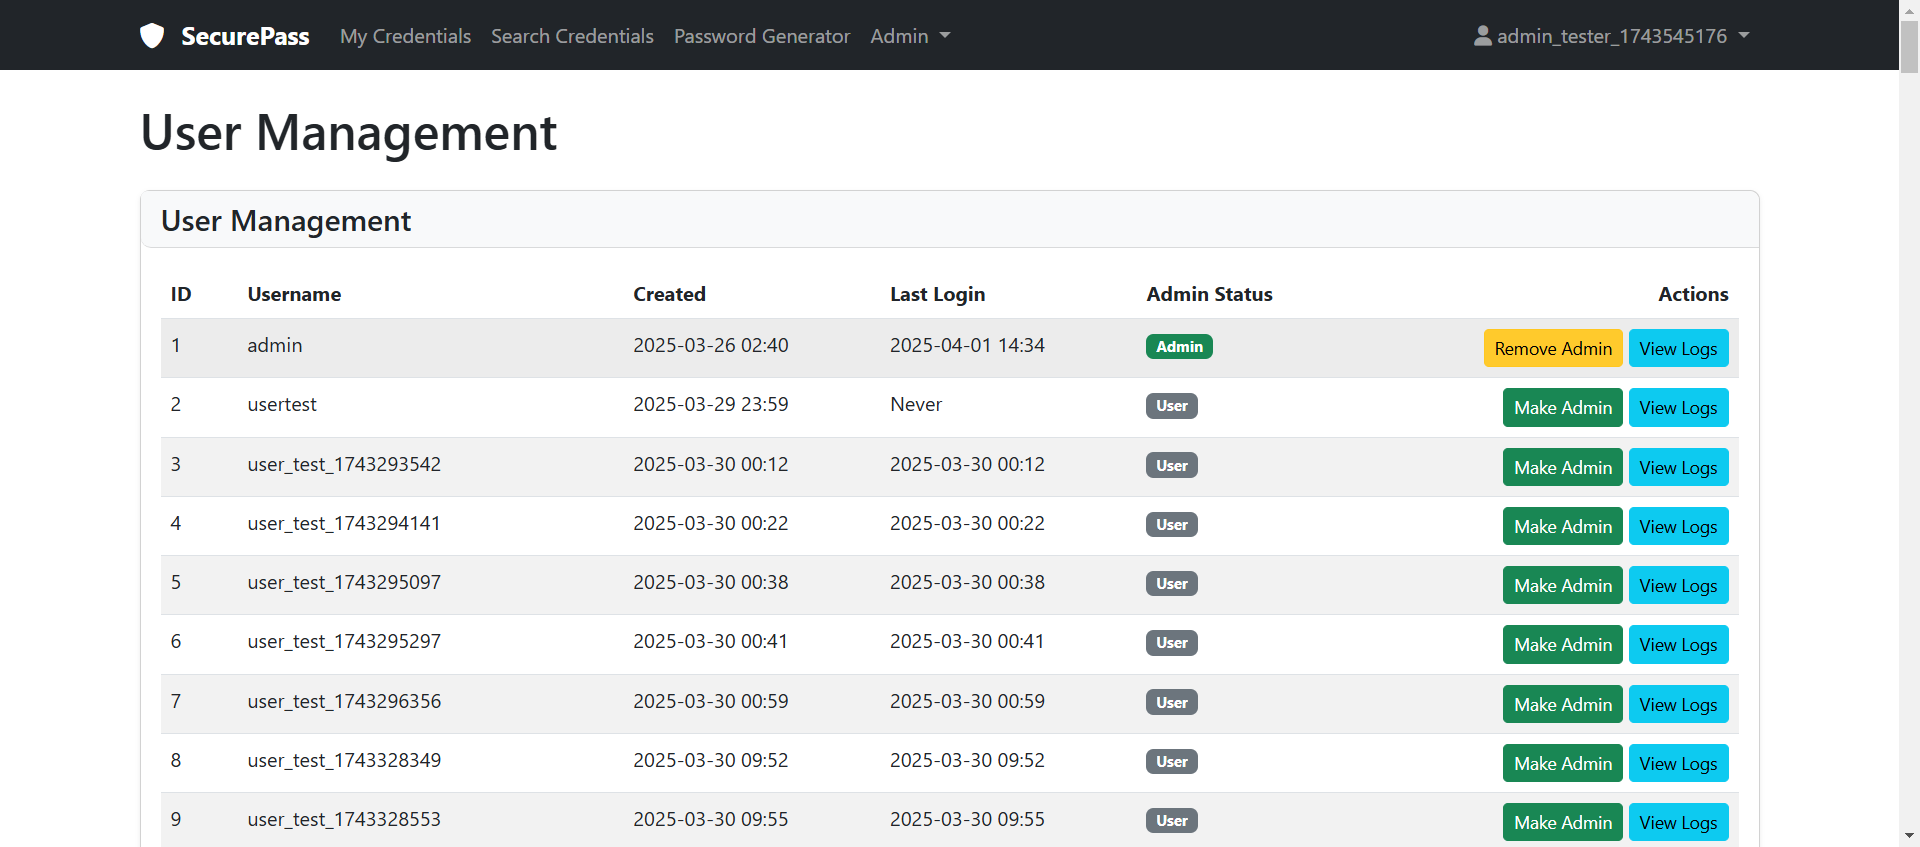 SecurePass My Credentials Search Credentials Password Generator Admin admin_tester_1743545176
User Management
User Management
ID Username Created Last Login Admin Status Actions
1 admin 2025-03-26 02:40 2025-04-01 14:34 Admin Remove Admin View Logs
2 usertest 2025-03-29 23:59 Never User Make Admin View Logs
3 user_test_1743293542 2025-03-30 00:12 2025-03-30 00:12 User Make Admin View Logs
4 user_test_1743294141 2025-03-30 00:22 2025-03-30 00:22 User Make Admin View Logs
5 user_test_1743295097 2025-03-30 00:38 2025-03-30 00:38 User Make Admin View Logs
6 user_test_1743295297 2025-03-30 00:41 2025-03-30 00:41 User Make Admin View Logs
7 user_test_1743296356 2025-03-30 00:59 2025-03-30 00:59 User Make Admin View Logs
8 user_test_1743328349 2025-03-30 09:52 2025-03-30 09:52 User Make Admin View Logs
9 user_test_1743328553 2025-03-30 09:55 2025-03-30 09:55 User Make Admin View Logs